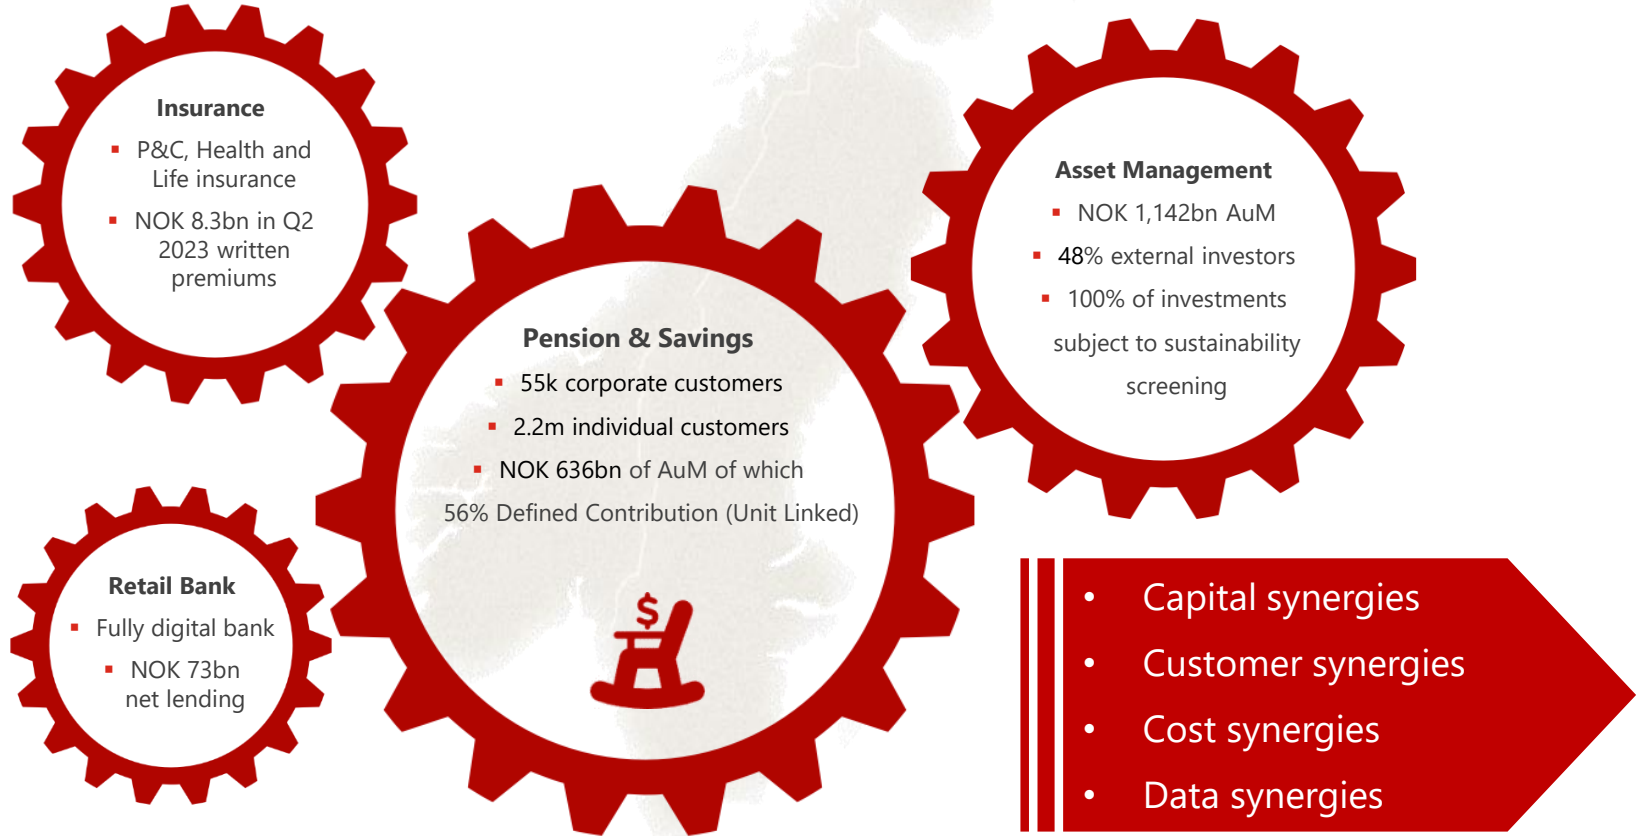 Insurance
▪ P&C, Health and
Life insurance
▪ NOK 8.3bn in Q2
2023 written
premiums
Asset Management
▪ NOK 1,142bn AuM
▪ 48% external investors
▪ 100% of investments
subject to sustainability
screening
Pension & Savings
▪ 55k corporate customers
▪ 2.2m individual customers
▪ NOK 636bn of AuM of which
56% Defined Contribution (Unit Linked)
$
Retail Bank
▪ Fully digital bank
▪ NOK 73bn
net lending
• Capital synergies
• Customer synergies
• Cost synergies
• Data synergies